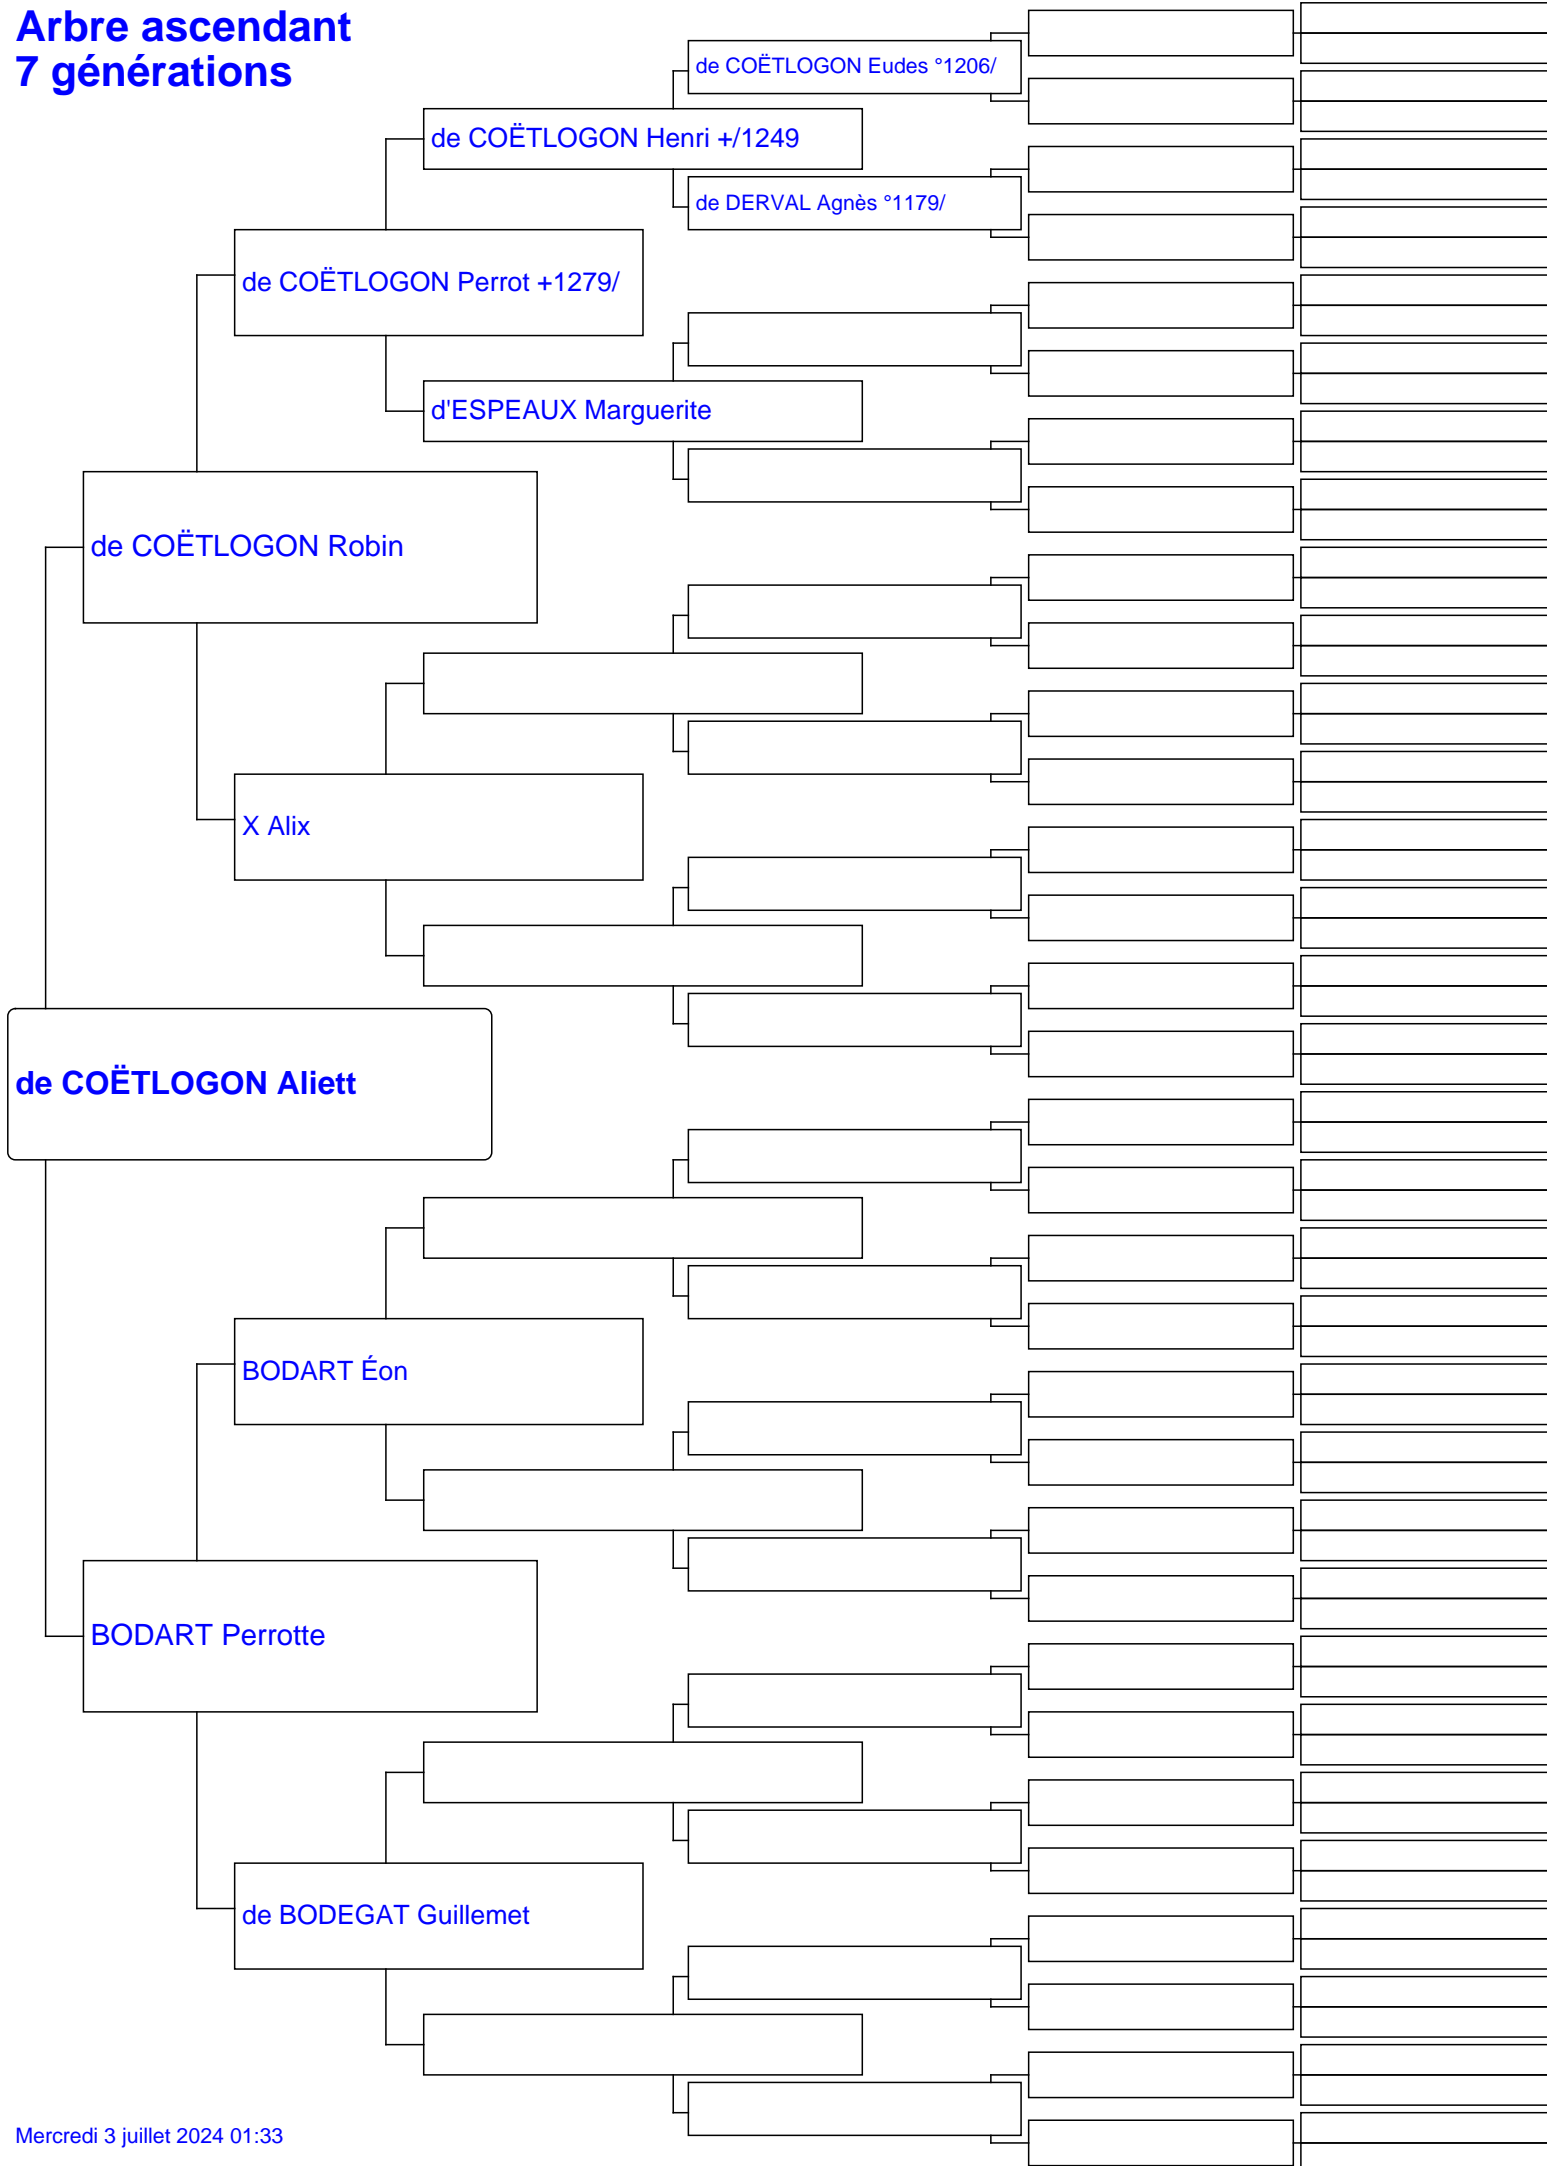 Arbre ascendant
7 générations
de COËTLOGON Eudes °1206/
de COËTLOGON Henri +/1249
de DERVAL Agnès °1179/
de COËTLOGON Perrot +1279/
d'ESPEAUX Marguerite
de COËTLOGON Robin
X Alix
de COËTLOGON Aliett
BODART Éon
BODART Perrotte
de BODEGAT Guillemet
Mercredi 3 juillet 2024 01:33